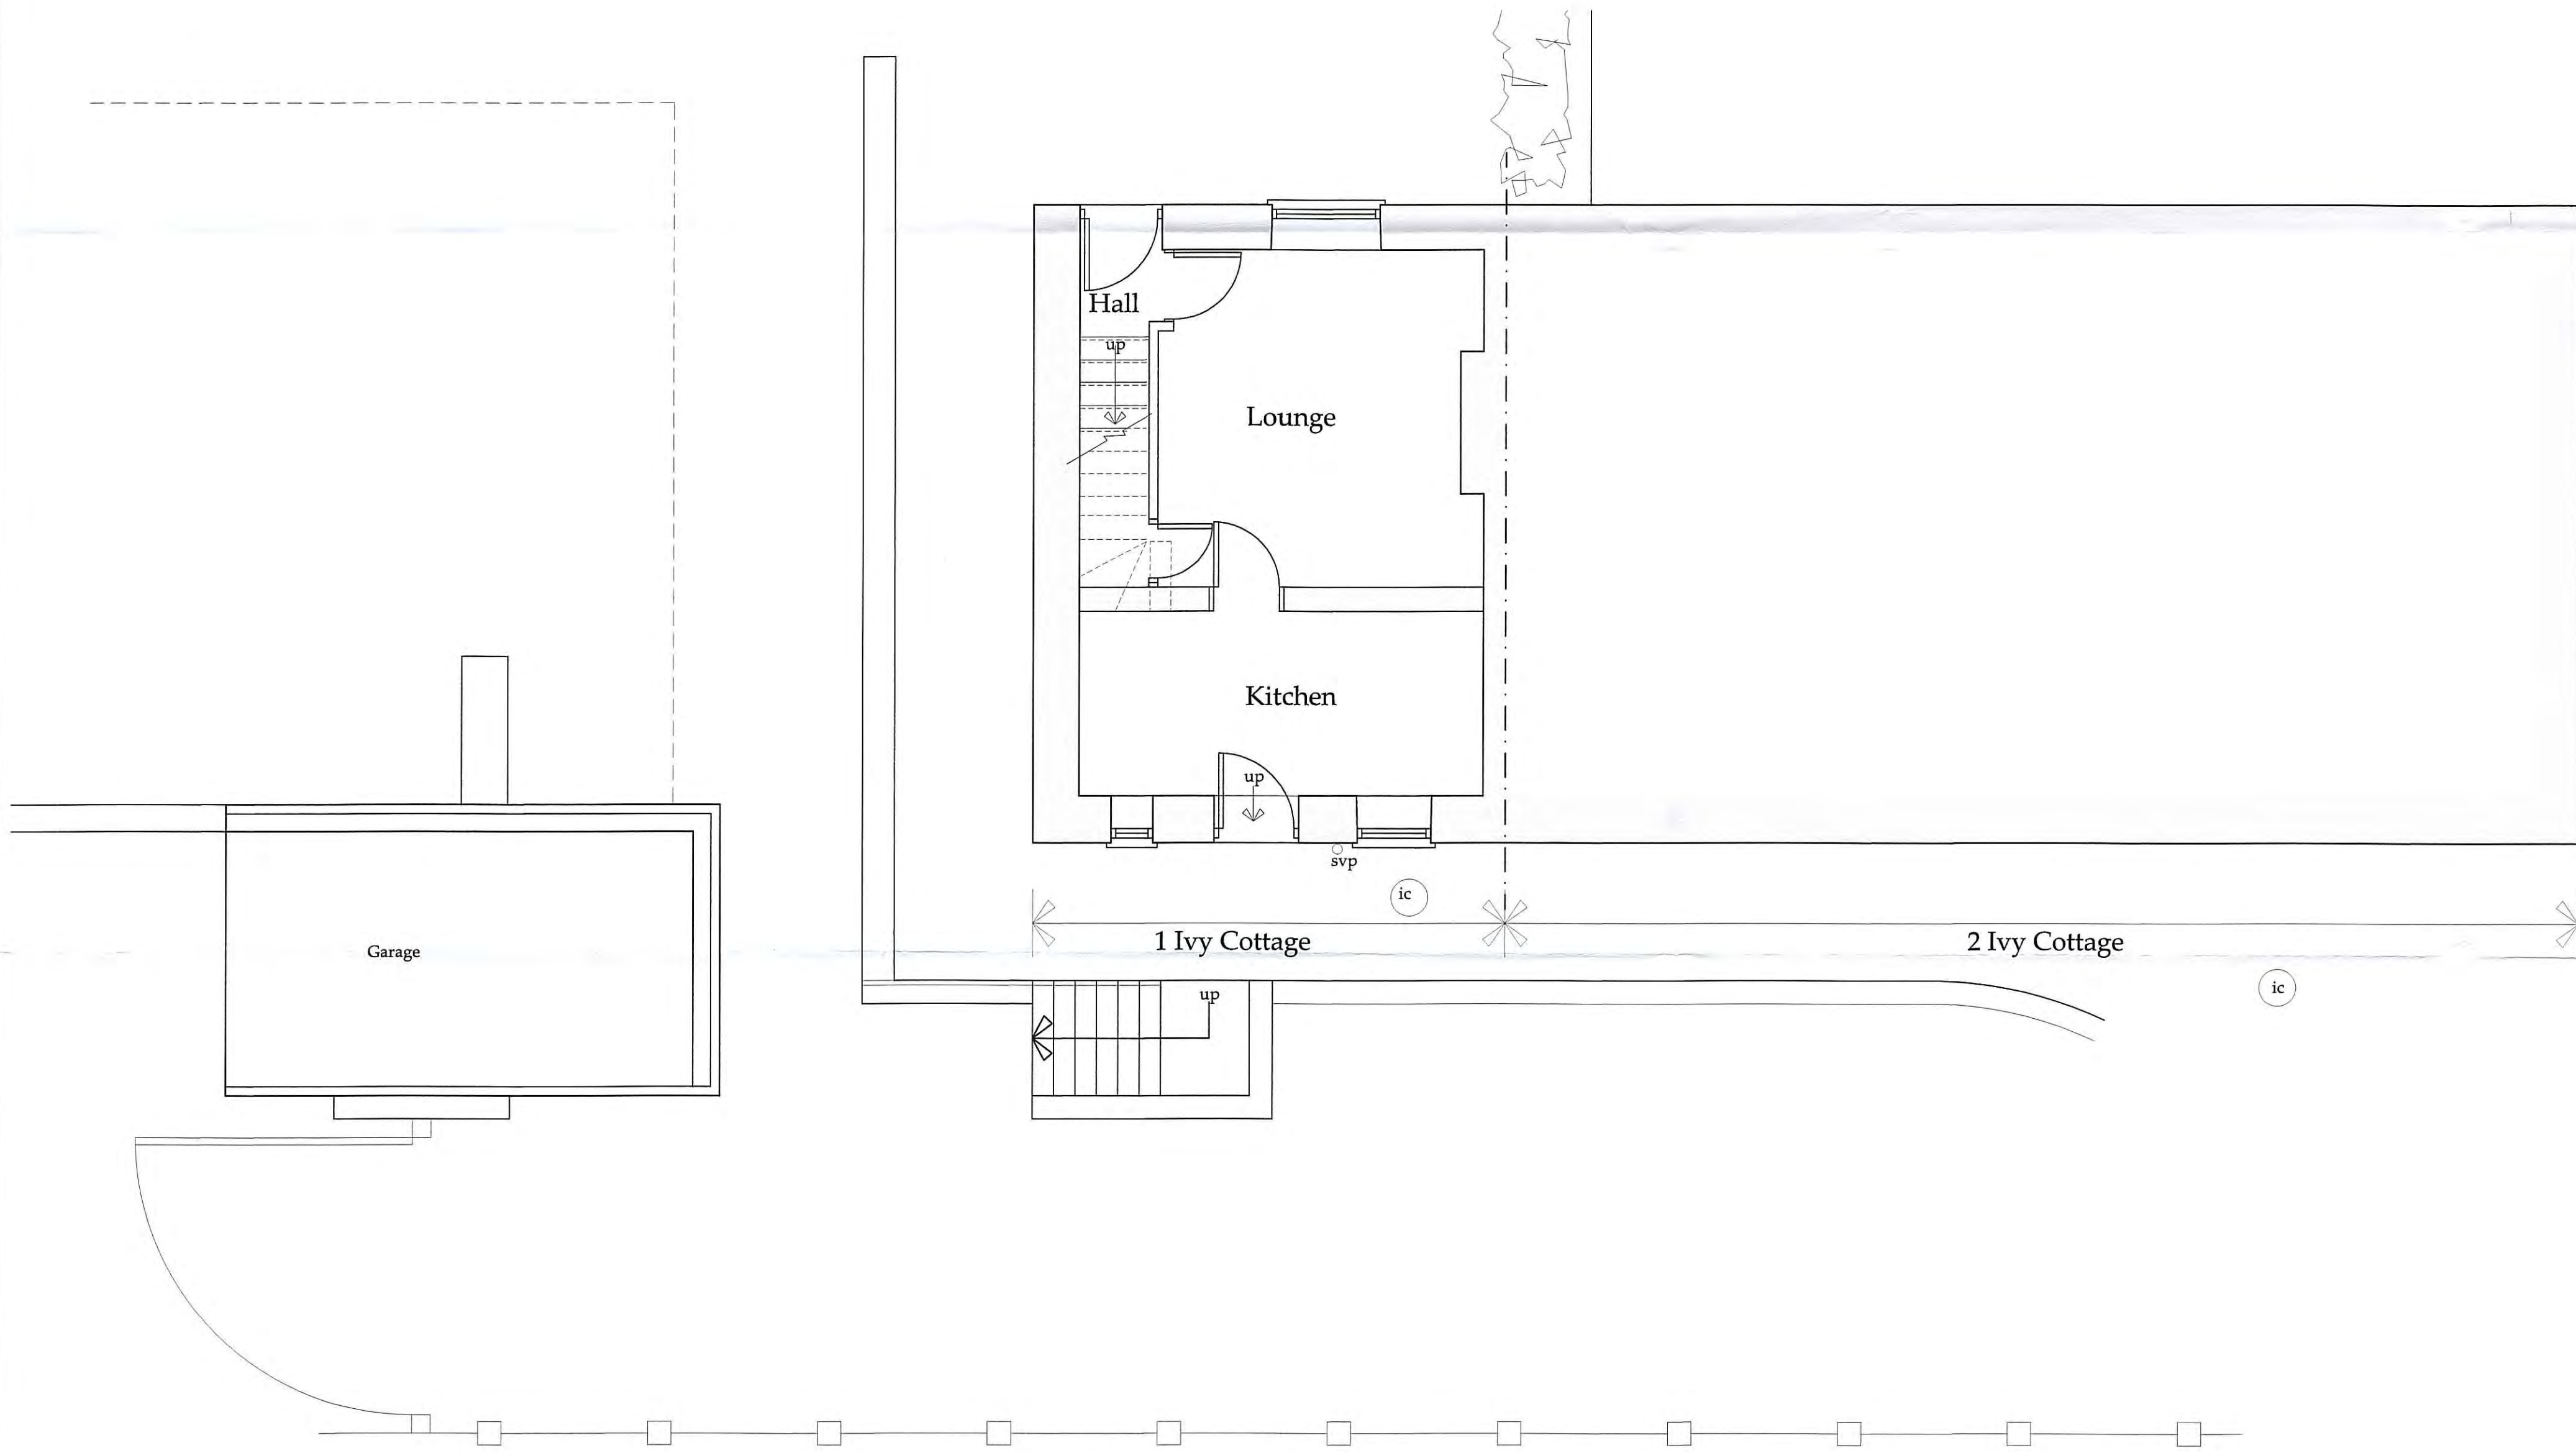 Hall
up
Lounge
Kitchen
up
svp
ic
1 Ivy Cottage
2 Ivy Cottage
Garage
ic
up